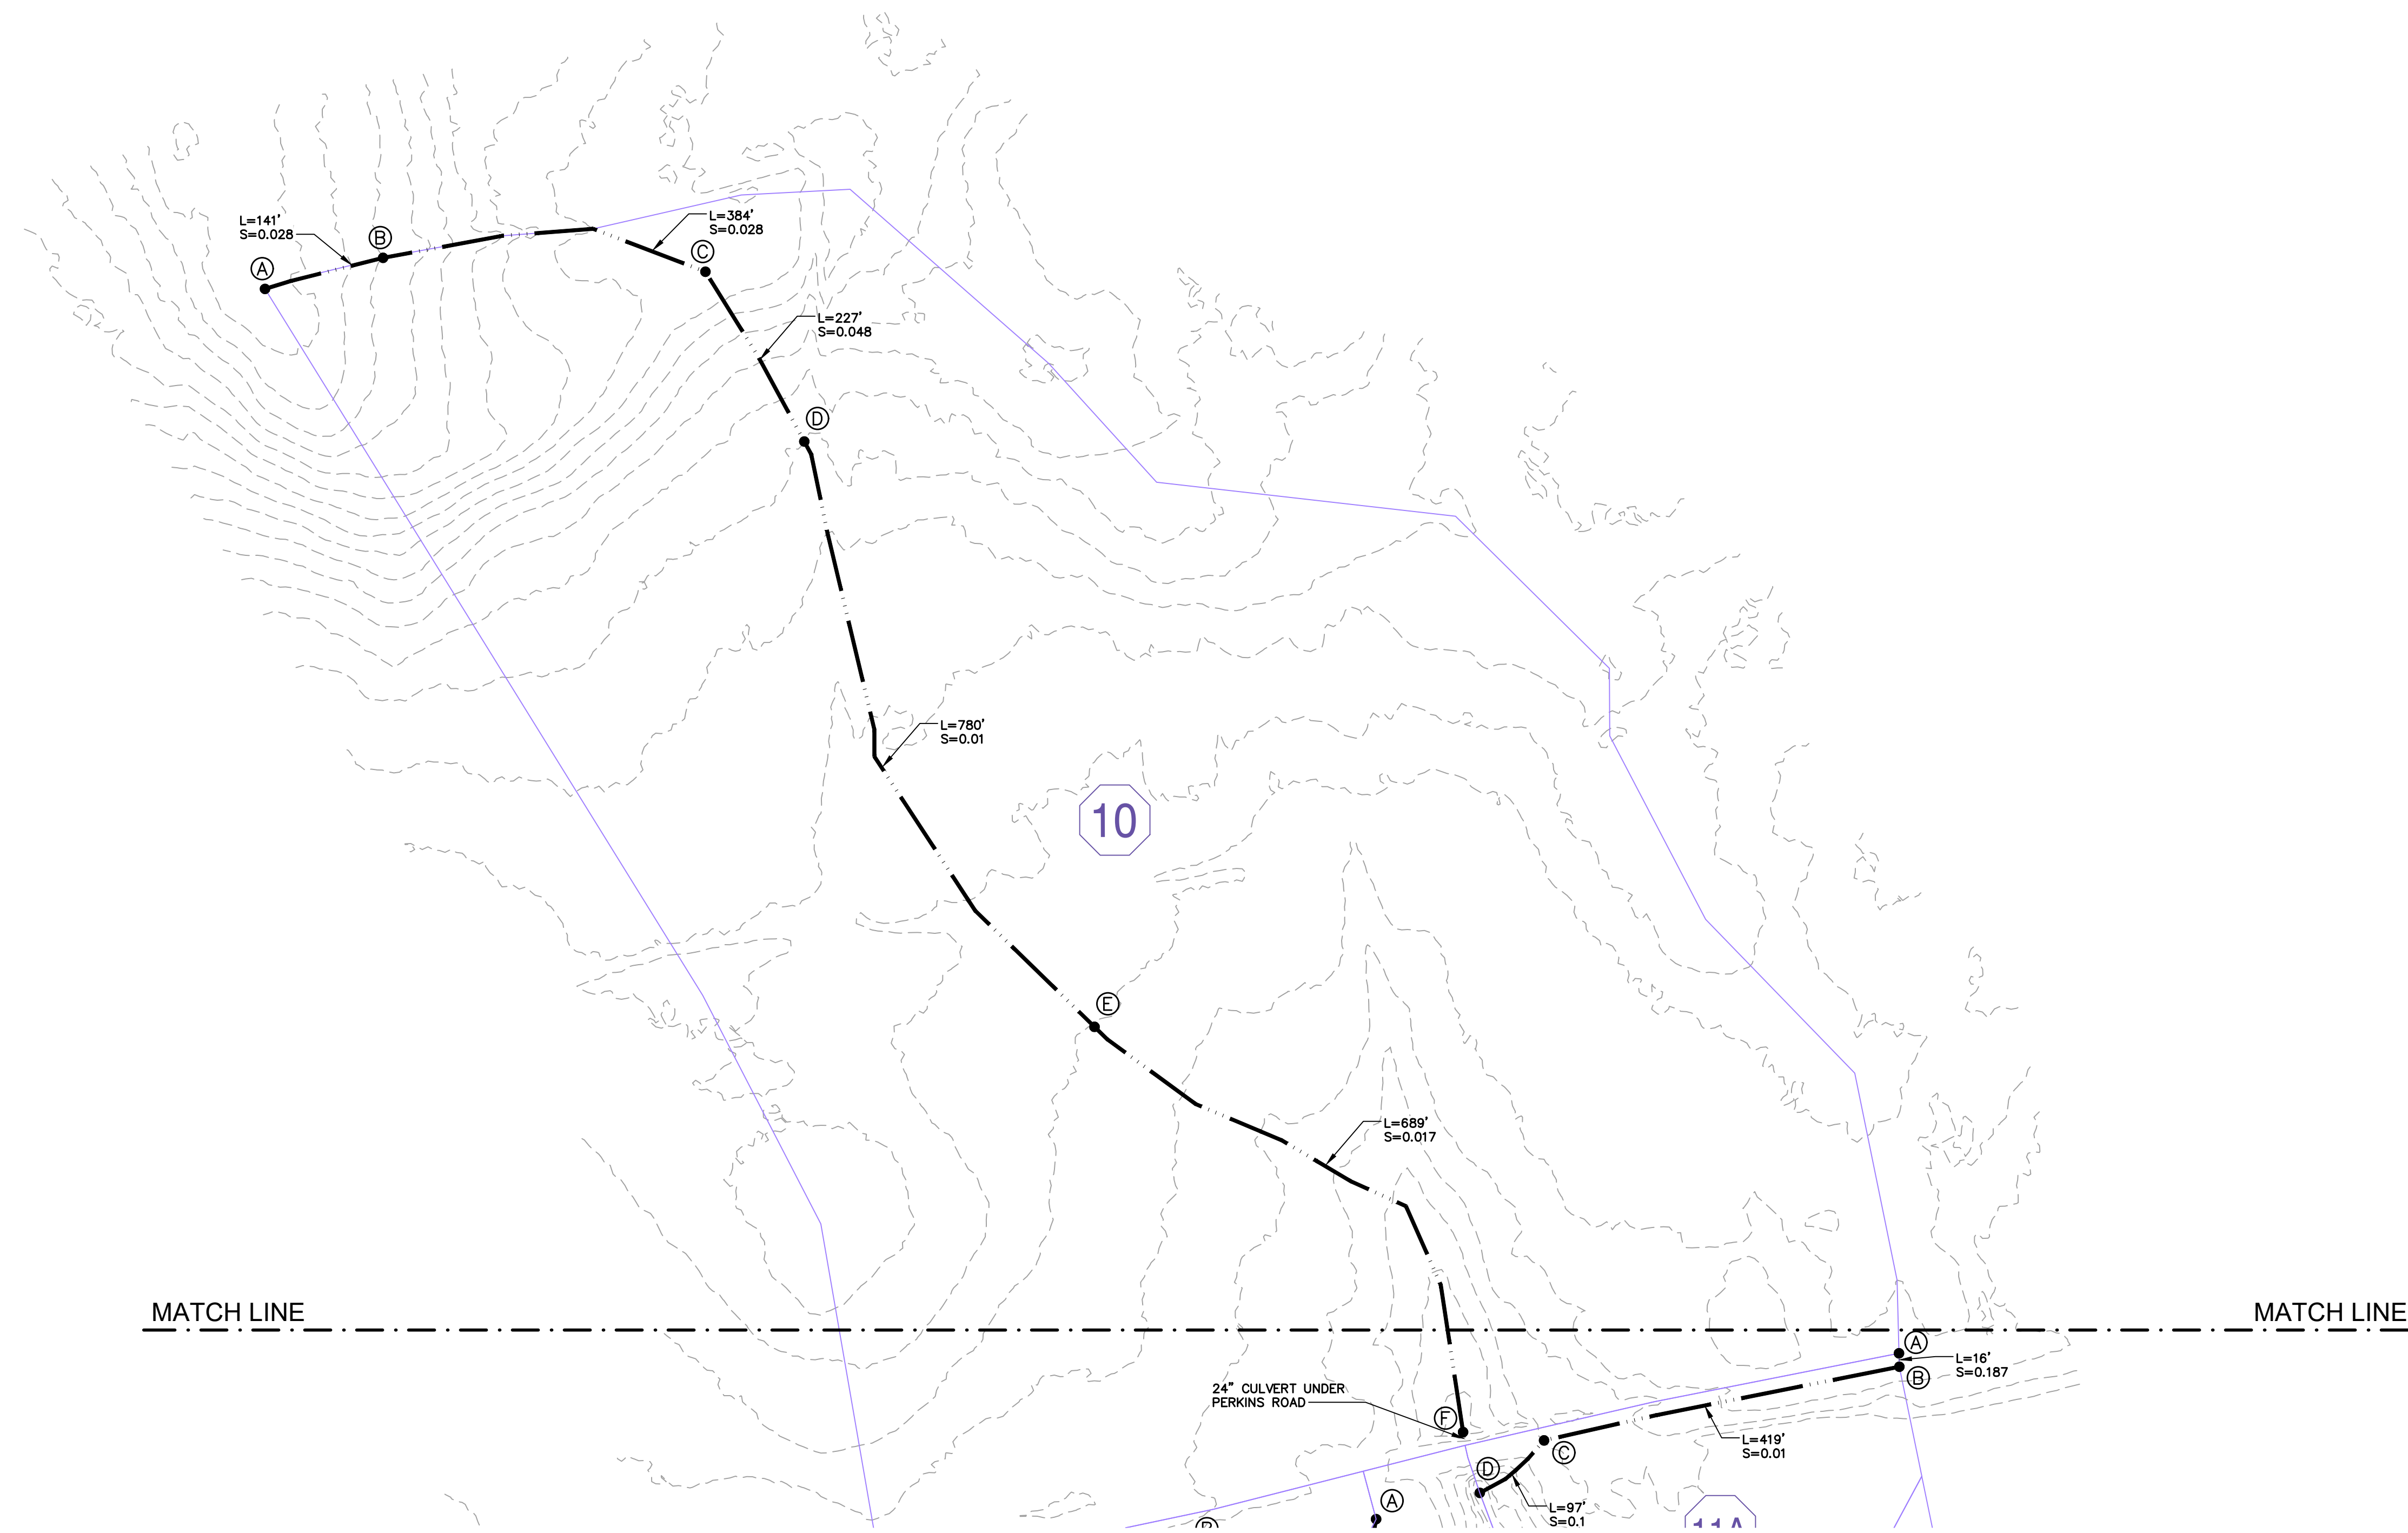 L=141'
S=0.028
A
B
L=384'
S=0.028
C
L=227'
S=0.048
D
L=780'
S=0.01
10
E
L=689'
S=0.017
MATCH LINE
MATCH LINE
A
L=16'
S=0.187
B
24" CULVERT UNDER
PERKINS ROAD
F
L=419'
S=0.01
C
D
L=97'
S=0.1
A
B
11A